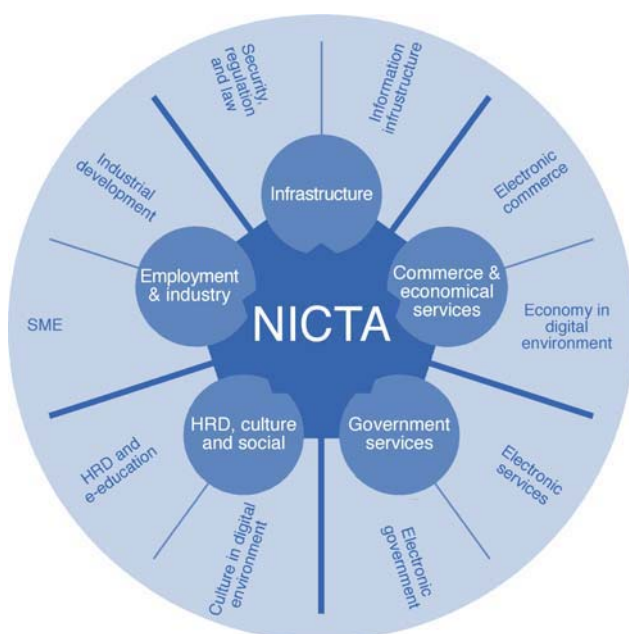 Security,
regulation
and law
Information
infrustructure
Industrial
development
Electronic
commerce
Infrastructure
Employment
& industry
Commerce &
economical
services
NICTA
SME
Economy in
digital
environment
HRD, culture
and social
Government
services
HRD and
e-education
Electronic
services
Culture in digital
environment
Electronic
government